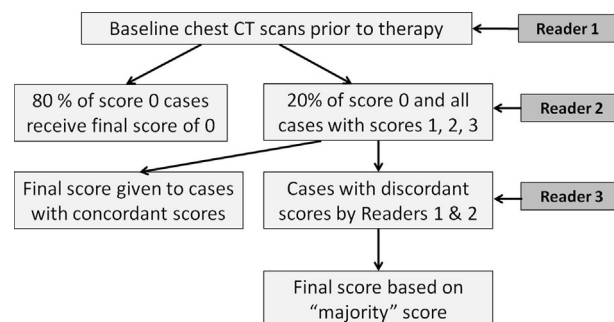 Baseline chest CT scans prior to therapy
Reader 1
80 % of score 0 cases
receive final score of 0
20% of score 0 and all
cases with scores 1, 2, 3
Reader 2
Final score given to cases
with concordant scores
Cases with discordant
scores by Readers 1 & 2
Reader 3
Final score based on
“majority” score